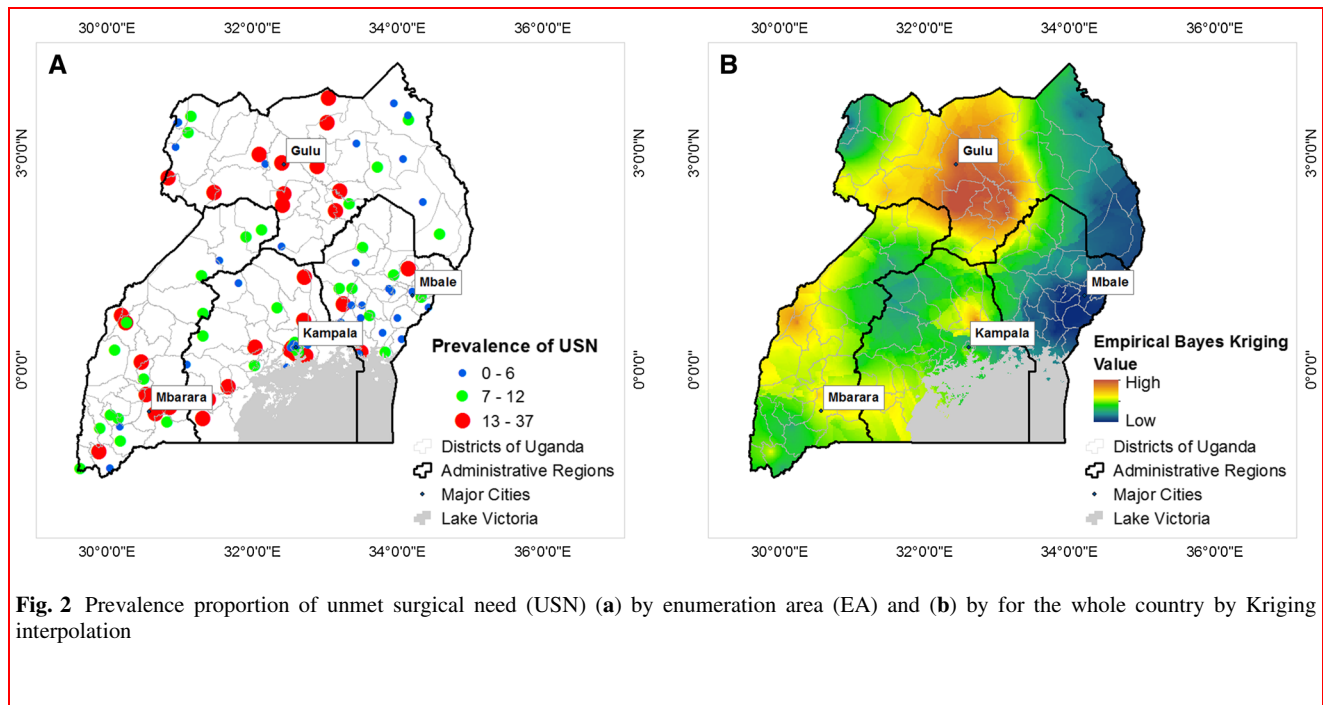 30°0'0"E 32°0'0"E 34°0'0"E 36°0'0"E
30°0'0"E 32°0'0"E 34°0'0"E 36°0'0"E
A
B
3°0'0"N
3°0'0"N
3°0'0"N
0°0'0"
0°0'0"
0°0'0"
Gulu
Mbale
Kampala
Mbarara
Prevalence of USN
0 - 6
7 - 12
13 - 37
Districts of Uganda
Administrative Regions
Major Cities
Lake Victoria
Gulu
Mbale
Kampala
Mbarara
Empirical Bayes Kriging
Value
High
Low
Districts of Uganda
Administrative Regions
Major Cities
Lake Victoria
30°0'0"E 32°0'0"E 34°0'0"E 36°0'0"E
30°0'0"E 32°0'0"E 34°0'0"E 36°0'0"E
Fig. 2 Prevalence proportion of unmet surgical need (USN) (a) by enumeration area (EA) and (b) by for the whole country by Kriging
interpolation